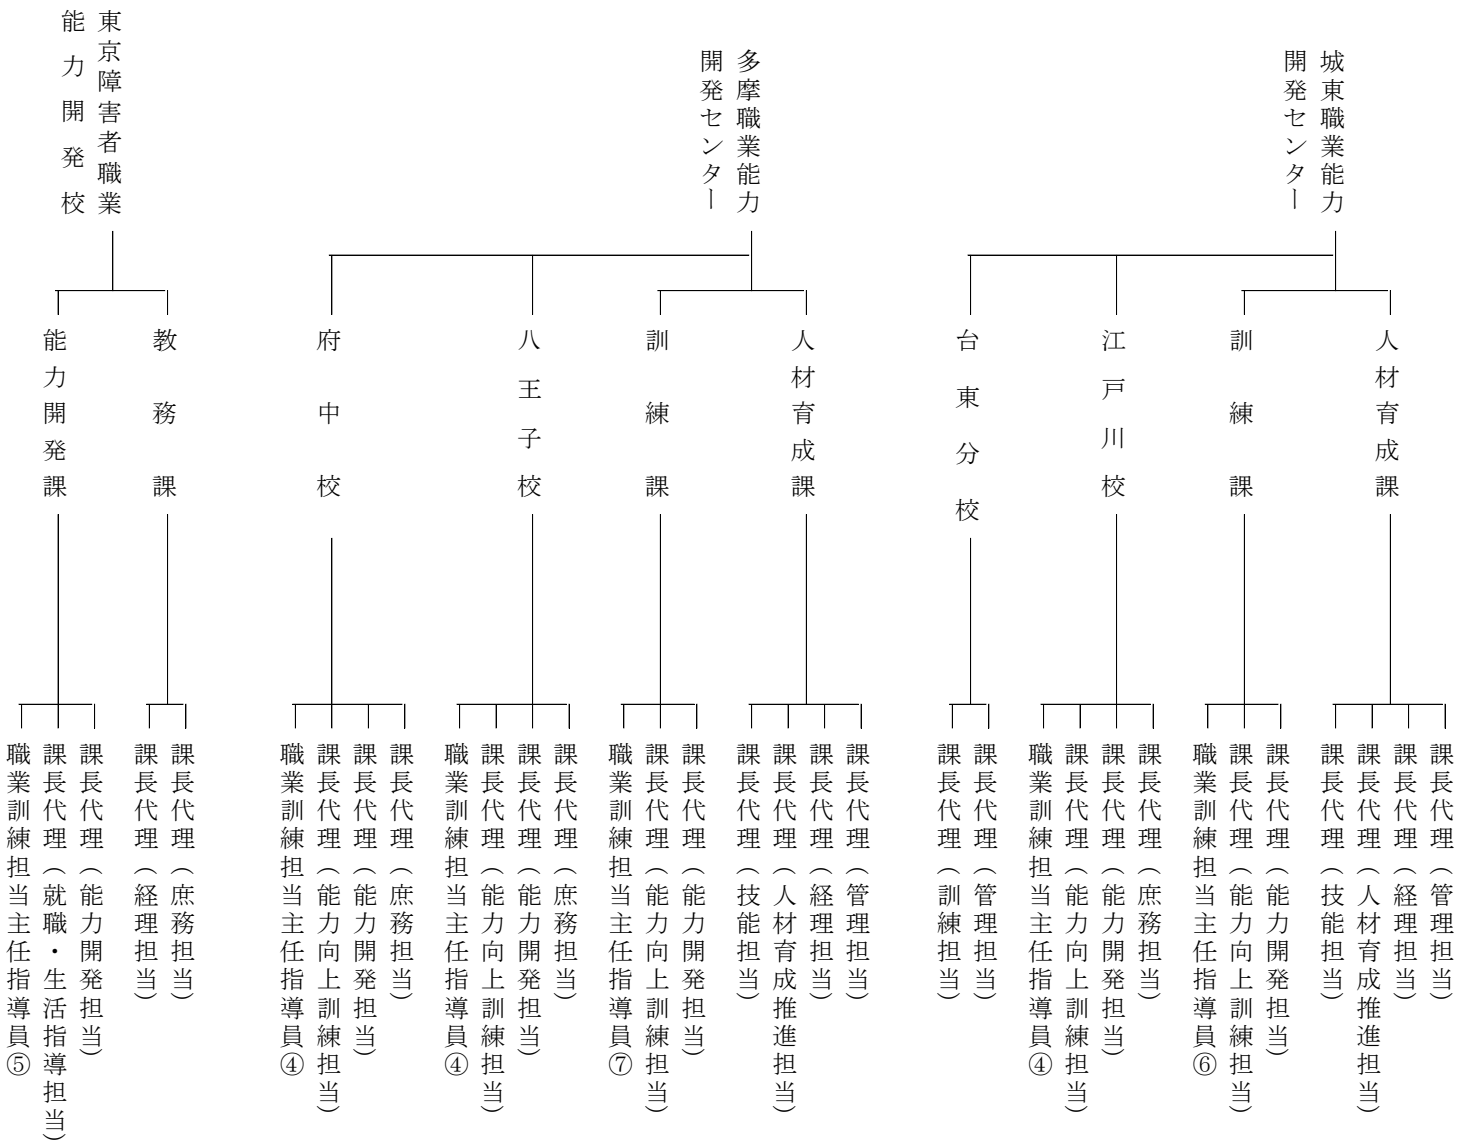 城東職業能力
開発センター
人材育成課
課長代理（管理担当）
課長代理（経理担当）
課長代理（人材育成推進担当）
課長代理（技能担当）
訓練課
課長代理（能力開発担当）
課長代理（能力向上訓練担当）
職業訓練担当主任指導員⑥
江戸川校
課長代理（庶務担当）
課長代理（能力開発担当）
課長代理（能力向上訓練担当）
職業訓練担当主任指導員④
台東分校
課長代理（管理担当）
課長代理（訓練担当）
多摩職業能力
開発センター
人材育成課
課長代理（管理担当）
課長代理（経理担当）
課長代理（人材育成推進担当）
課長代理（技能担当）
訓練課
課長代理（能力開発担当）
課長代理（能力向上訓練担当）
職業訓練担当主任指導員⑦
八王子校
課長代理（庶務担当）
課長代理（能力開発担当）
課長代理（能力向上訓練担当）
職業訓練担当主任指導員④
府中校
課長代理（庶務担当）
課長代理（能力開発担当）
課長代理（能力向上訓練担当）
職業訓練担当主任指導員④
東京障害者職業
能力開発校
教務課
課長代理（庶務担当）
課長代理（経理担当）
能力開発課
課長代理（能力開発担当）
課長代理（就職・生活指導担当）
職業訓練担当主任指導員⑤